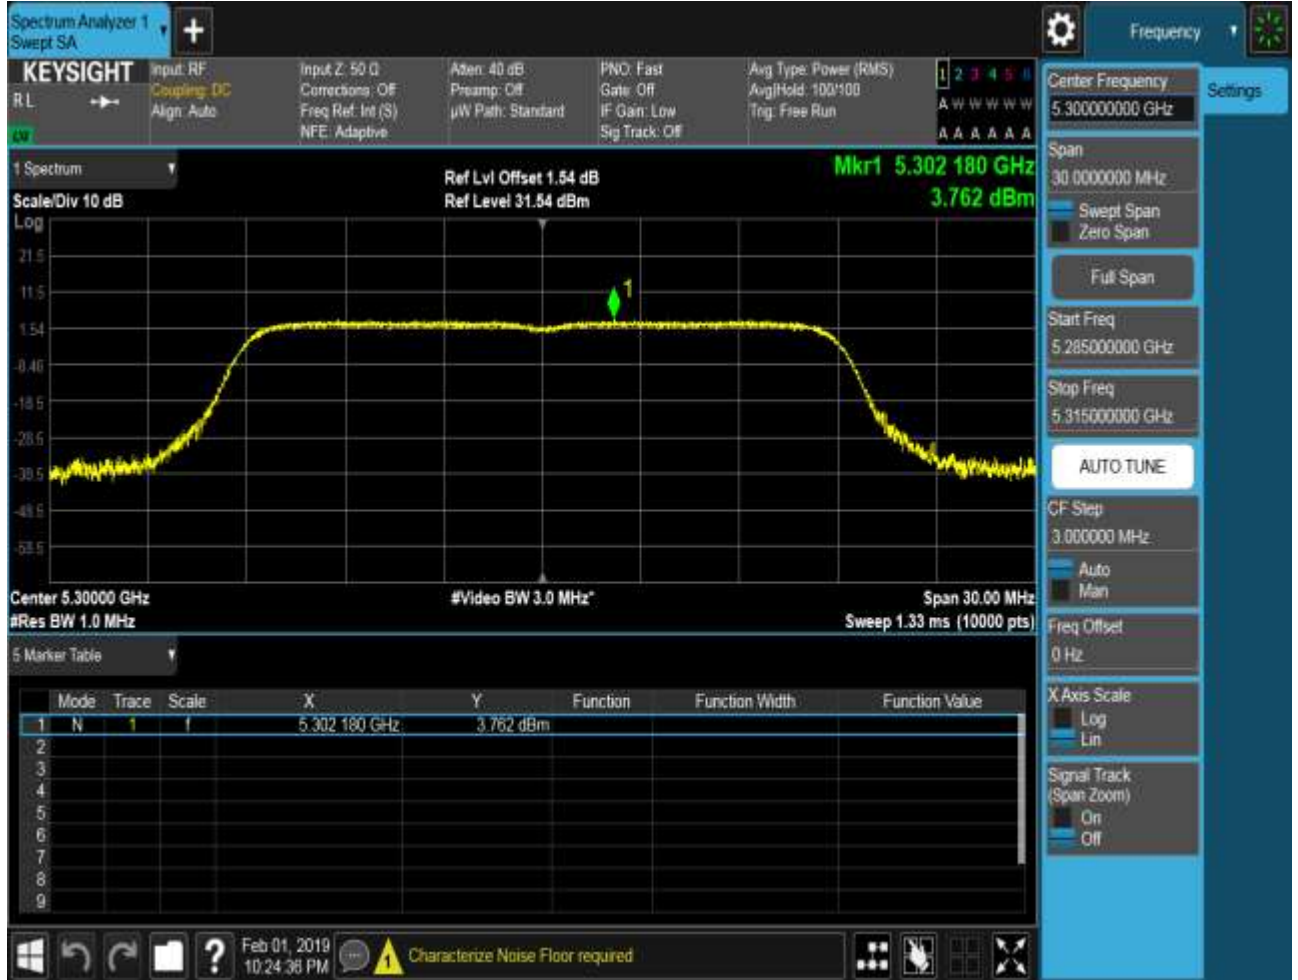 Spectrum Analyzer 1
Swept SA
+
Frequency
KEYSIGHT
RL
Input: RF
Coupling: DC
Align: Auto
Input Z: 50 Ω
Corrections: Off
Freq Ref: Int (S)
NFE: Adaptive
Atten: 40 dB
Preamp: Off
µW Path: Standard
PNO: Fast
Gate: Off
IF Gain: Low
Sig Track: Off
Avg Type: Power (RMS)
Avg|Hold: 100/100
Trig: Free Run
1 2 3 4 5 6
A W W W W W
A A A A A A
Center Frequency
5.300000000 GHz
Settings
Span
30.0000000 MHz
Swept Span
Zero Span
Full Span
Start Freq
5.285000000 GHz
Stop Freq
5.315000000 GHz
AUTO TUNE
CF Step
3.000000 MHz
Auto
Man
Freq Offset
0 Hz
X Axis Scale
Log
Lin
Signal Track
(Span Zoom)
On
Off
1 Spectrum
Scale/Div 10 dB
Log
Ref Lvl Offset 1.54 dB
Ref Level 31.54 dBm
Mkr1 5.302 180 GHz
3.762 dBm
21.5
11.5
1.54
-8.46
-18.5
-28.5
-38.5
-48.5
-58.5
1
Center 5.30000 GHz
#Res BW 1.0 MHz
#Video BW 3.0 MHz*
Span 30.00 MHz
Sweep 1.33 ms (10000 pts)
5 Marker Table
Mode Trace Scale X Y Function Function Width Function Value
1 N 1 f 5.302 180 GHz 3.762 dBm
2
3
4
5
6
7
8
9
?
Feb 01, 2019
10:24:36 PM
1
Characterize Noise Floor required